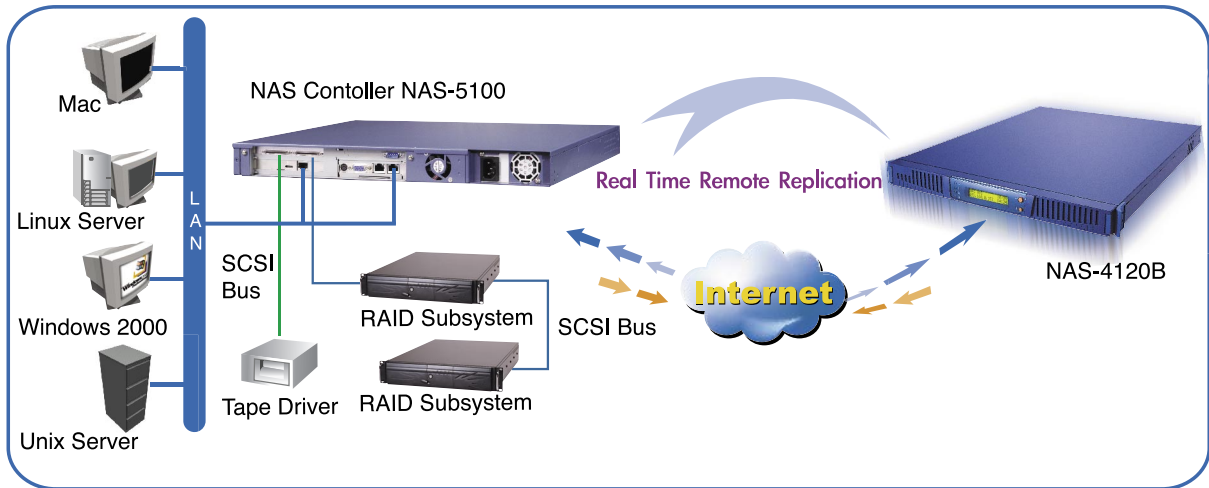 Mac
NAS Contoller NAS-5100
Linux Server
LAN
Real Time Remote Replication
NAS-4120B
SCSI
Bus
Internet
Windows 2000
RAID Subsystem
SCSI Bus
Tape Driver
RAID Subsystem
Unix Server